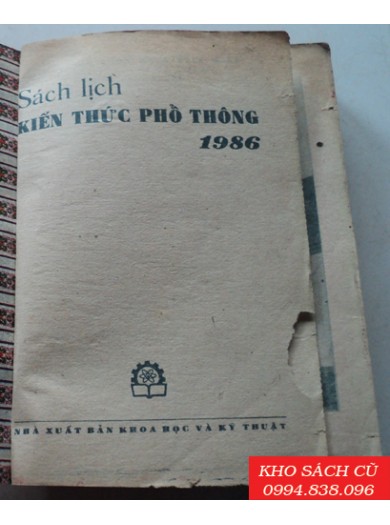 Sách lịch
KIẾN THỨC PHỔ THÔNG
1986
NHÀ XUẤT BẢN KHOA HỌC VÀ KỸ THUẬT
KHO SÁCH CŨ
0994.838.096